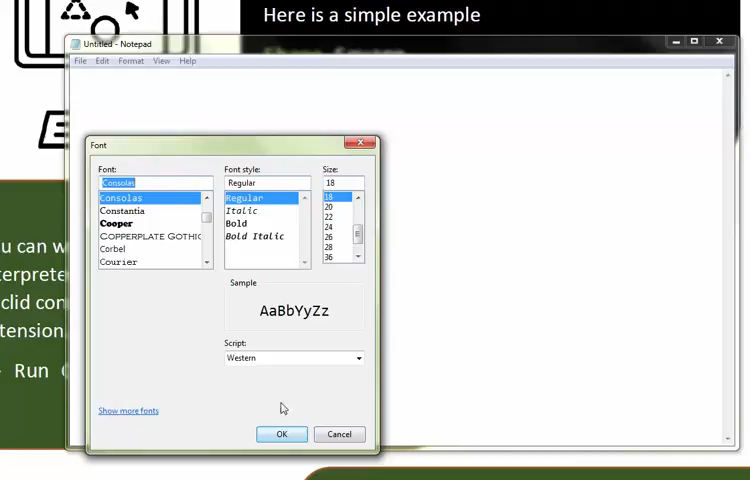 Here is a simple example
Shape Square
Untitled - Notepad
File Edit Format View Help
Font
Font: Font style: Size:
Consolas Regular 18
Consolas Regular 18
Constantia Italic 20
Cooper Bold 22
COPPERPLATE GOTHIC Bold Italic 24
Corbel 26
Courier 28
36
Sample
AaBbYyZz
Script:
Western
Show more fonts
OK Cancel
u can w
terprete
clid con
tension
Run